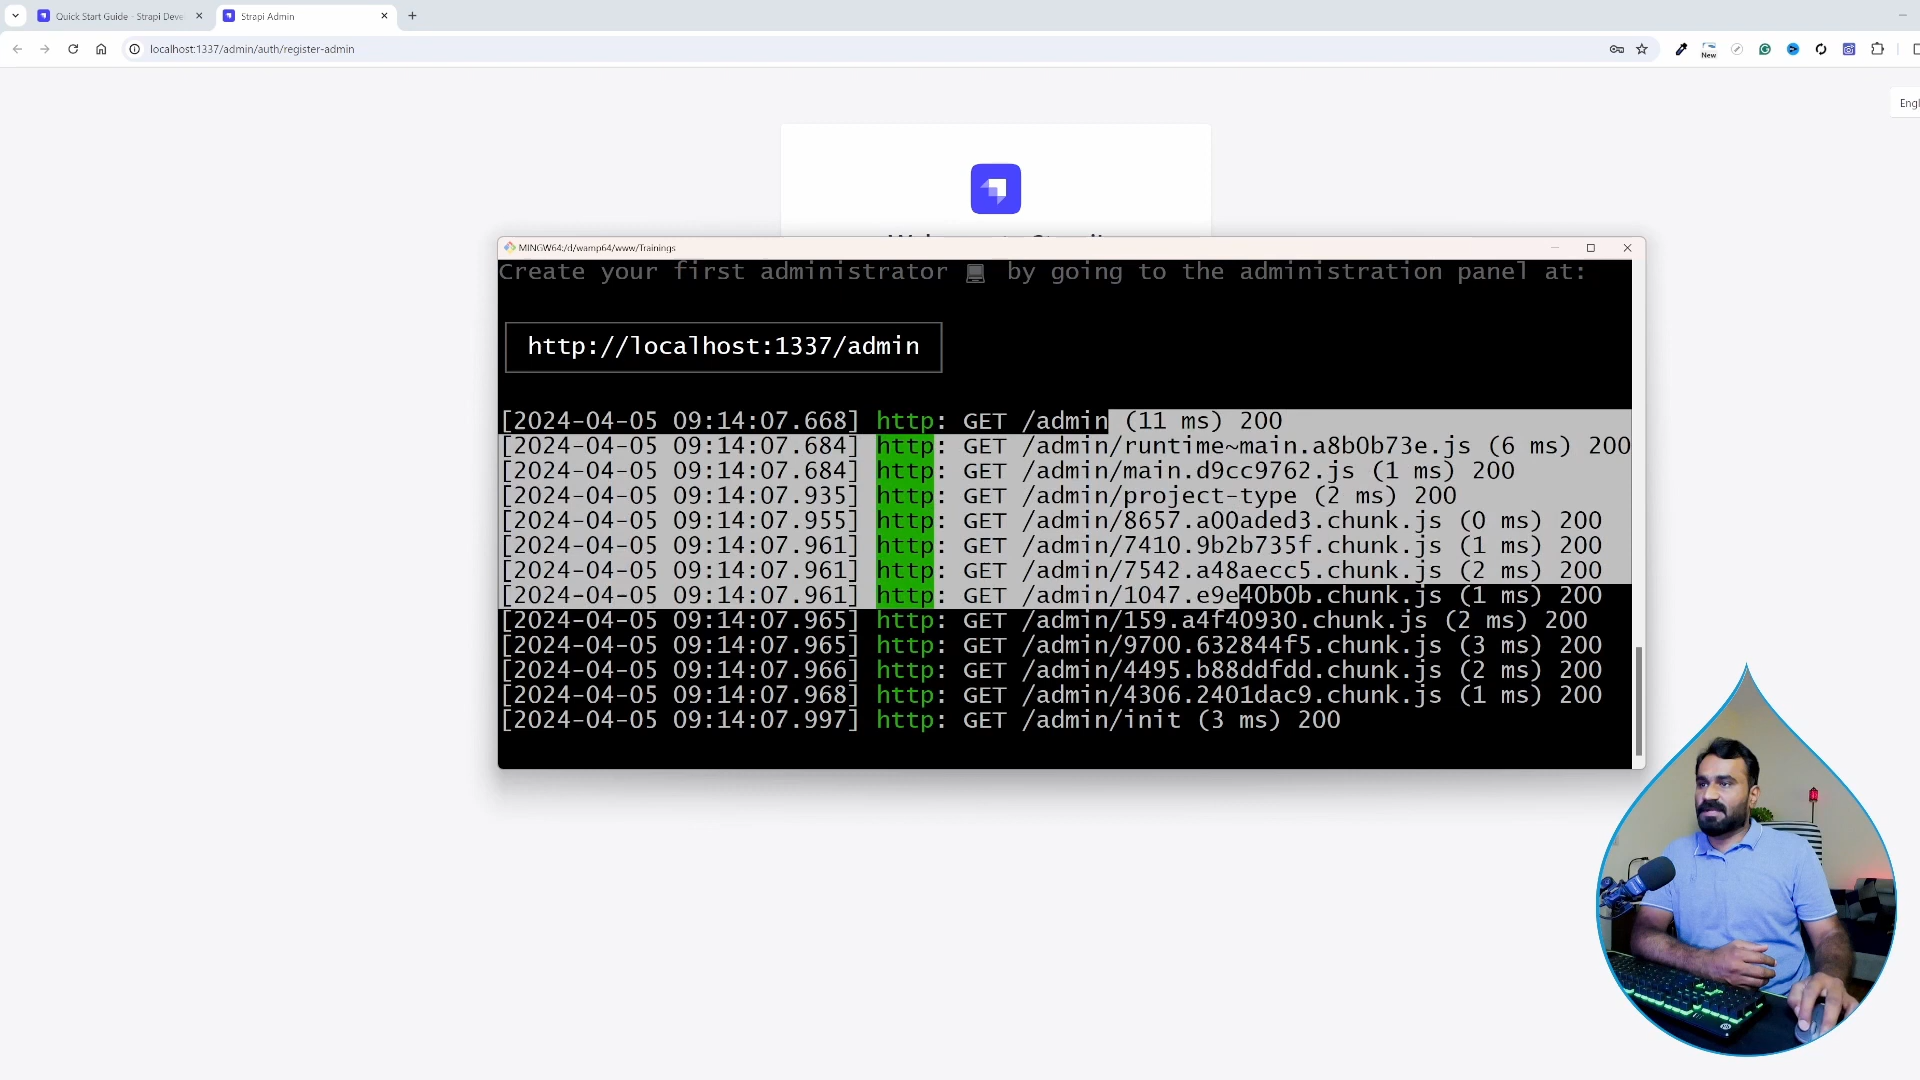 Quick Start Guide - Strapi Deve
Strapi Admin
localhost:1337/admin/auth/register-admin
New
Engl
MINGW64:/d/wamp64/www/Trainings
Create your first administrator 💻 by going to the administration panel at:
http://localhost:1337/admin
[2024-04-05 09:14:07.668] http: GET /admin (11 ms) 200
[2024-04-05 09:14:07.684] http: GET /admin/runtime~main.a8b0b73e.js (6 ms) 200
[2024-04-05 09:14:07.684] http: GET /admin/main.d9cc9762.js (1 ms) 200
[2024-04-05 09:14:07.935] http: GET /admin/project-type (2 ms) 200
[2024-04-05 09:14:07.955] http: GET /admin/8657.a00aded3.chunk.js (0 ms) 200
[2024-04-05 09:14:07.961] http: GET /admin/7410.9b2b735f.chunk.js (1 ms) 200
[2024-04-05 09:14:07.961] http: GET /admin/7542.a48aecc5.chunk.js (2 ms) 200
[2024-04-05 09:14:07.961] http: GET /admin/1047.e9e40b0b.chunk.js (1 ms) 200
[2024-04-05 09:14:07.965] http: GET /admin/159.a4f40930.chunk.js (2 ms) 200
[2024-04-05 09:14:07.965] http: GET /admin/9700.632844f5.chunk.js (3 ms) 200
[2024-04-05 09:14:07.966] http: GET /admin/4495.b88ddfdd.chunk.js (2 ms) 200
[2024-04-05 09:14:07.968] http: GET /admin/4306.2401dac9.chunk.js (1 ms) 200
[2024-04-05 09:14:07.997] http: GET /admin/init (3 ms) 200